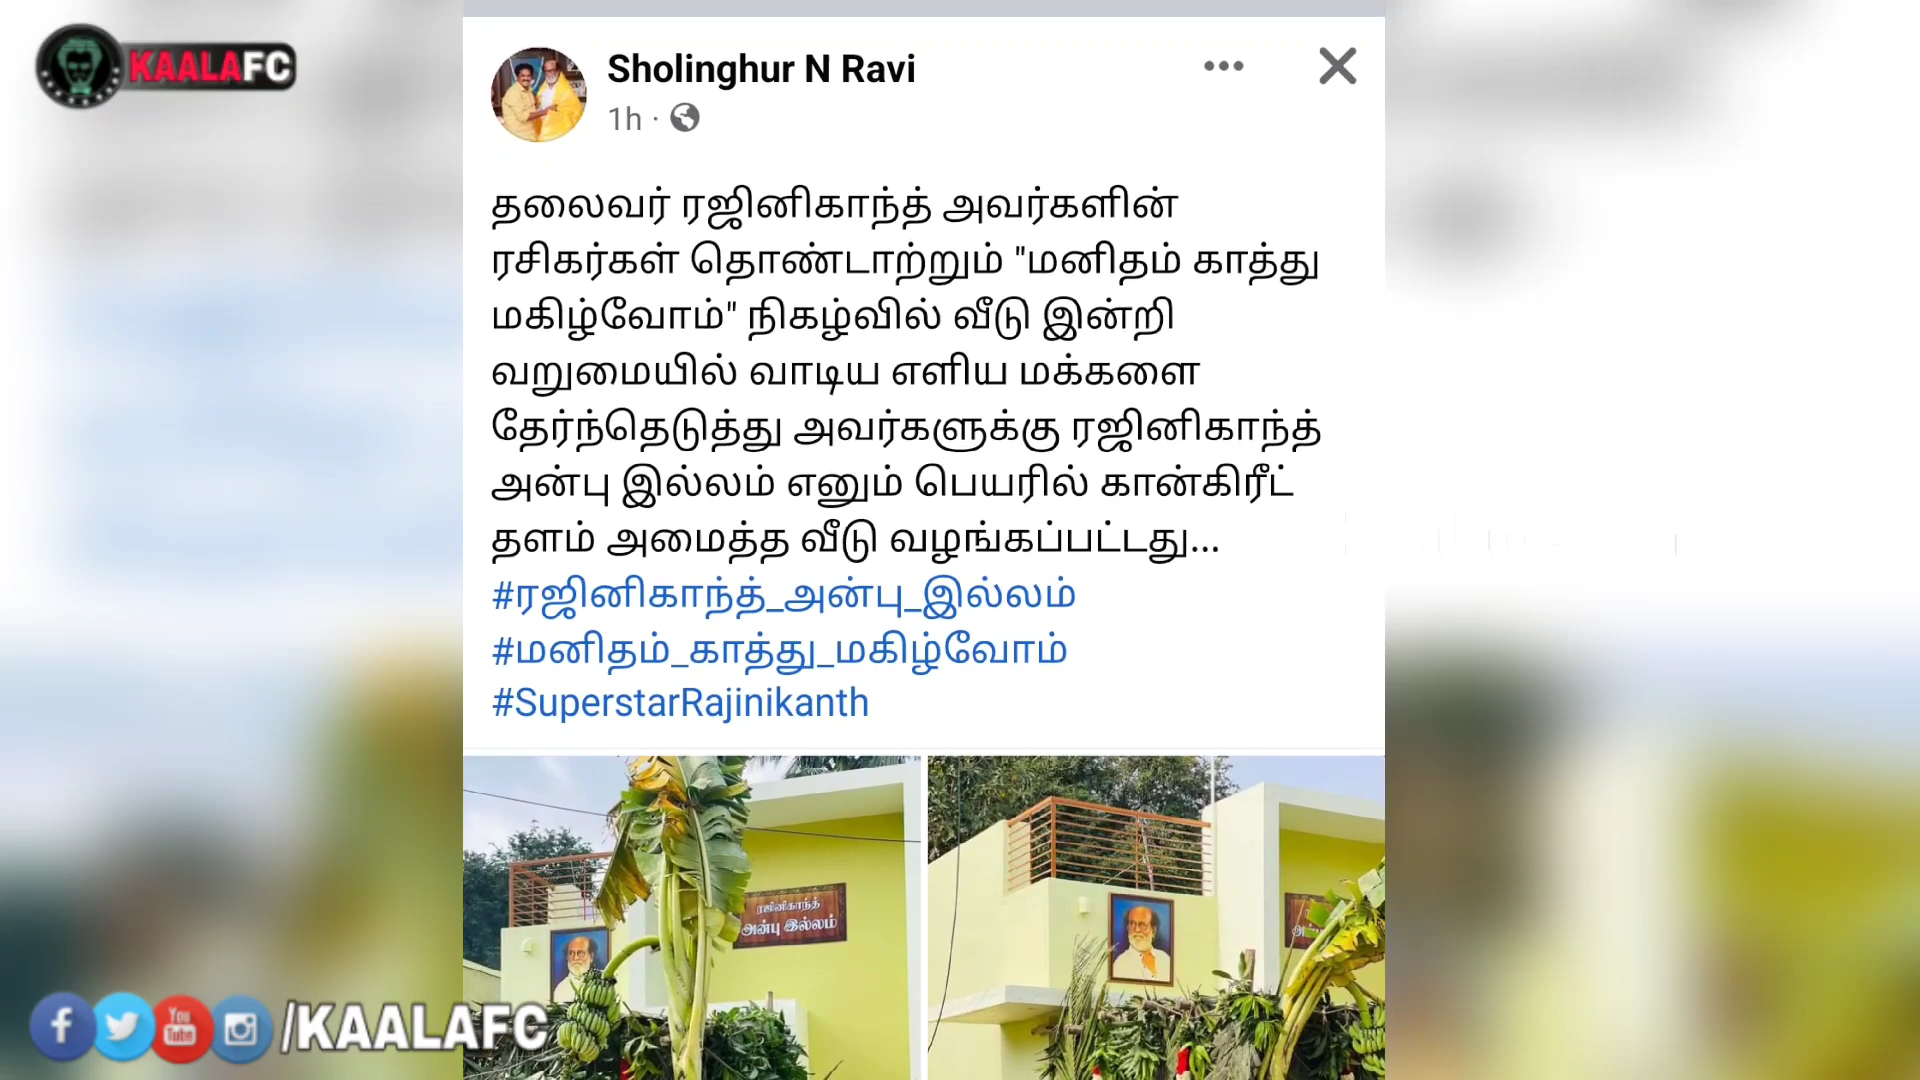 KAALAFC
Sholinghur N Ravi
1h ·
தலைவர் ரஜினிகாந்த் அவர்களின்
ரசிகர்கள் தொண்டாற்றும் "மனிதம் காத்து
மகிழ்வோம்" நிகழ்வில் வீடு இன்றி
வறுமையில் வாடிய எளிய மக்களை
தேர்ந்தெடுத்து அவர்களுக்கு ரஜினிகாந்த்
அன்பு இல்லம் எனும் பெயரில் கான்கிரீட்
தளம் அமைத்த வீடு வழங்கப்பட்டது...
#ரஜினிகாந்த்_அன்பு_இல்லம்
#மனிதம்_காத்து_மகிழ்வோம்
#SuperstarRajinikanth
ரஜினிகாந்த்
அன்பு இல்லம்
You
Tube
/KAALAFC